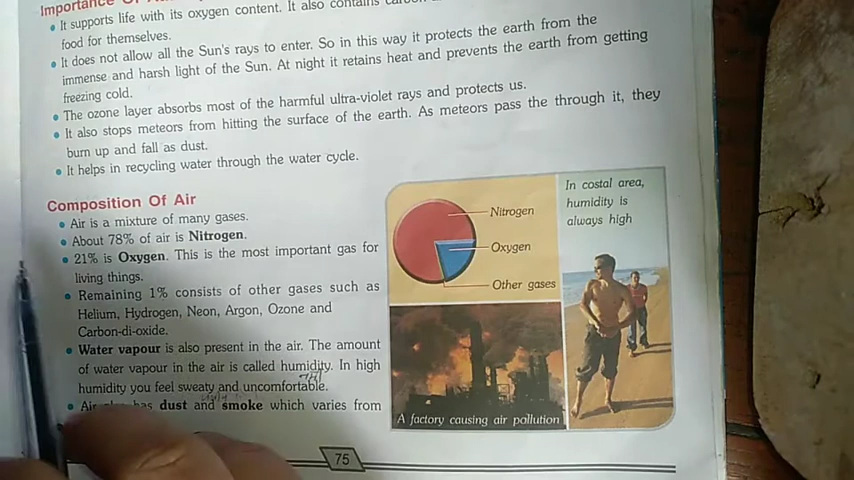 Importance Of
It supports life with its oxygen content. It also contains
food for themselves.
It does not allow all the Sun's rays to enter. So in this way it protects the earth from the
immense and harsh light of the Sun. At night it retains heat and prevents the earth from getting
freezing cold.
The ozone layer absorbs most of the harmful ultra-violet rays and protects us.
It also stops meteors from hitting the surface of the earth. As meteors pass the through it, they
burn up and fall as dust.
It helps in recycling water through the water cycle.
Composition Of Air
Air is a mixture of many gases.
About 78% of air is Nitrogen.
21% is Oxygen. This is the most important gas for
living things.
Remaining 1% consists of other gases such as
Helium, Hydrogen, Neon, Argon, Ozone and
Carbon-di-oxide.
Water vapour is also present in the air. The amount
of water vapour in the air is called humidity. In high
humidity you feel sweaty and uncomfortable.
Air has dust and smoke which varies from
Nitrogen
Oxygen
Other gases
A factory causing air pollution
In costal area,
humidity is
always high
75